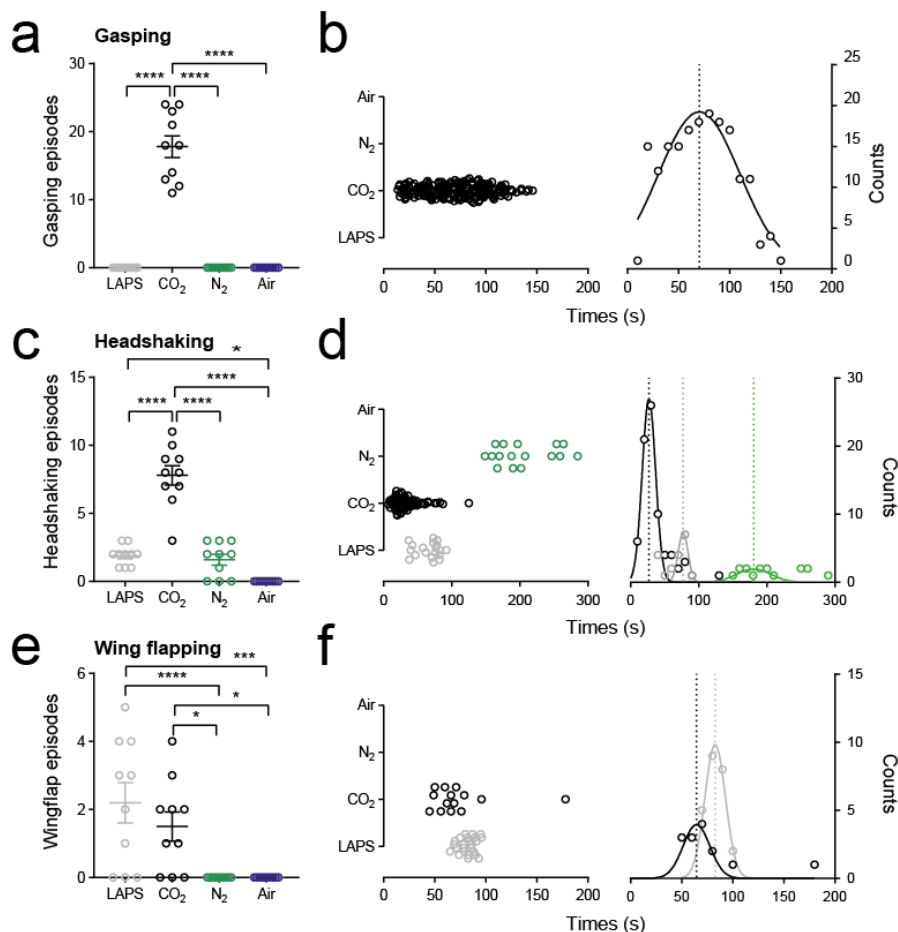 a
Gasping
Gasping episodes
30
20
10
0
****
**** ****
LAPS CO₂ N₂ Air
b
Air
N₂
CO₂
LAPS
0 50 100 150 200
0 50 100 150 200
Times (s)
25
20
15
10
5
0
Counts
c
Headshaking
Headshaking episodes
15
10
5
0
*
****
**** ****
LAPS CO₂ N₂ Air
d
Air
N₂
CO₂
LAPS
0 100 200 300
0 100 200 300
Times (s)
30
20
10
0
Counts
e
Wing flapping
Wingflap episodes
6
4
2
0
***
****
*
*
LAPS CO₂ N₂ Air
f
Air
N₂
CO₂
LAPS
0 50 100 150 200
0 50 100 150 200
Times (s)
15
10
5
0
Counts